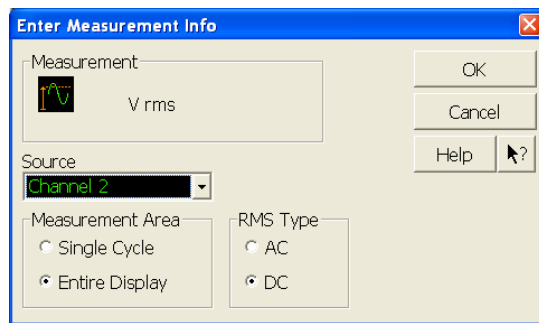 Enter Measurement Info
Measurement
V rms
OK
Cancel
Help ?
Source
Channel 2
Measurement Area
Single Cycle
Entire Display
RMS Type
AC
DC